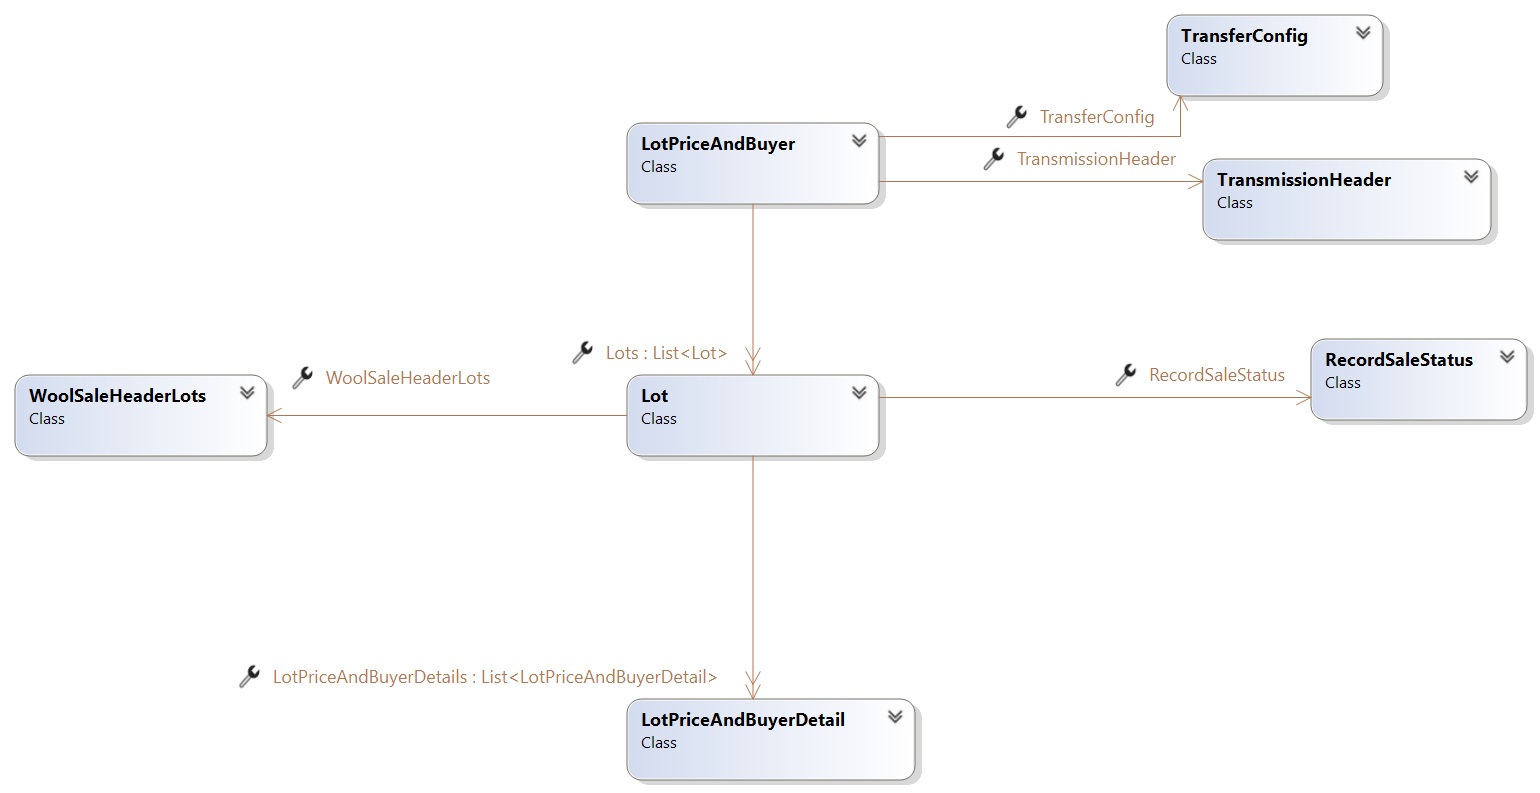 TransferConfig
Class
TransferConfig
LotPriceAndBuyer
Class
TransmissionHeader
TransmissionHeader
Class
Lots : List<Lot>
RecordSaleStatus
Class
WoolSaleHeaderLots
RecordSaleStatus
WoolSaleHeaderLots
Class
Lot
Class
LotPriceAndBuyerDetails : List<LotPriceAndBuyerDetail>
LotPriceAndBuyerDetail
Class